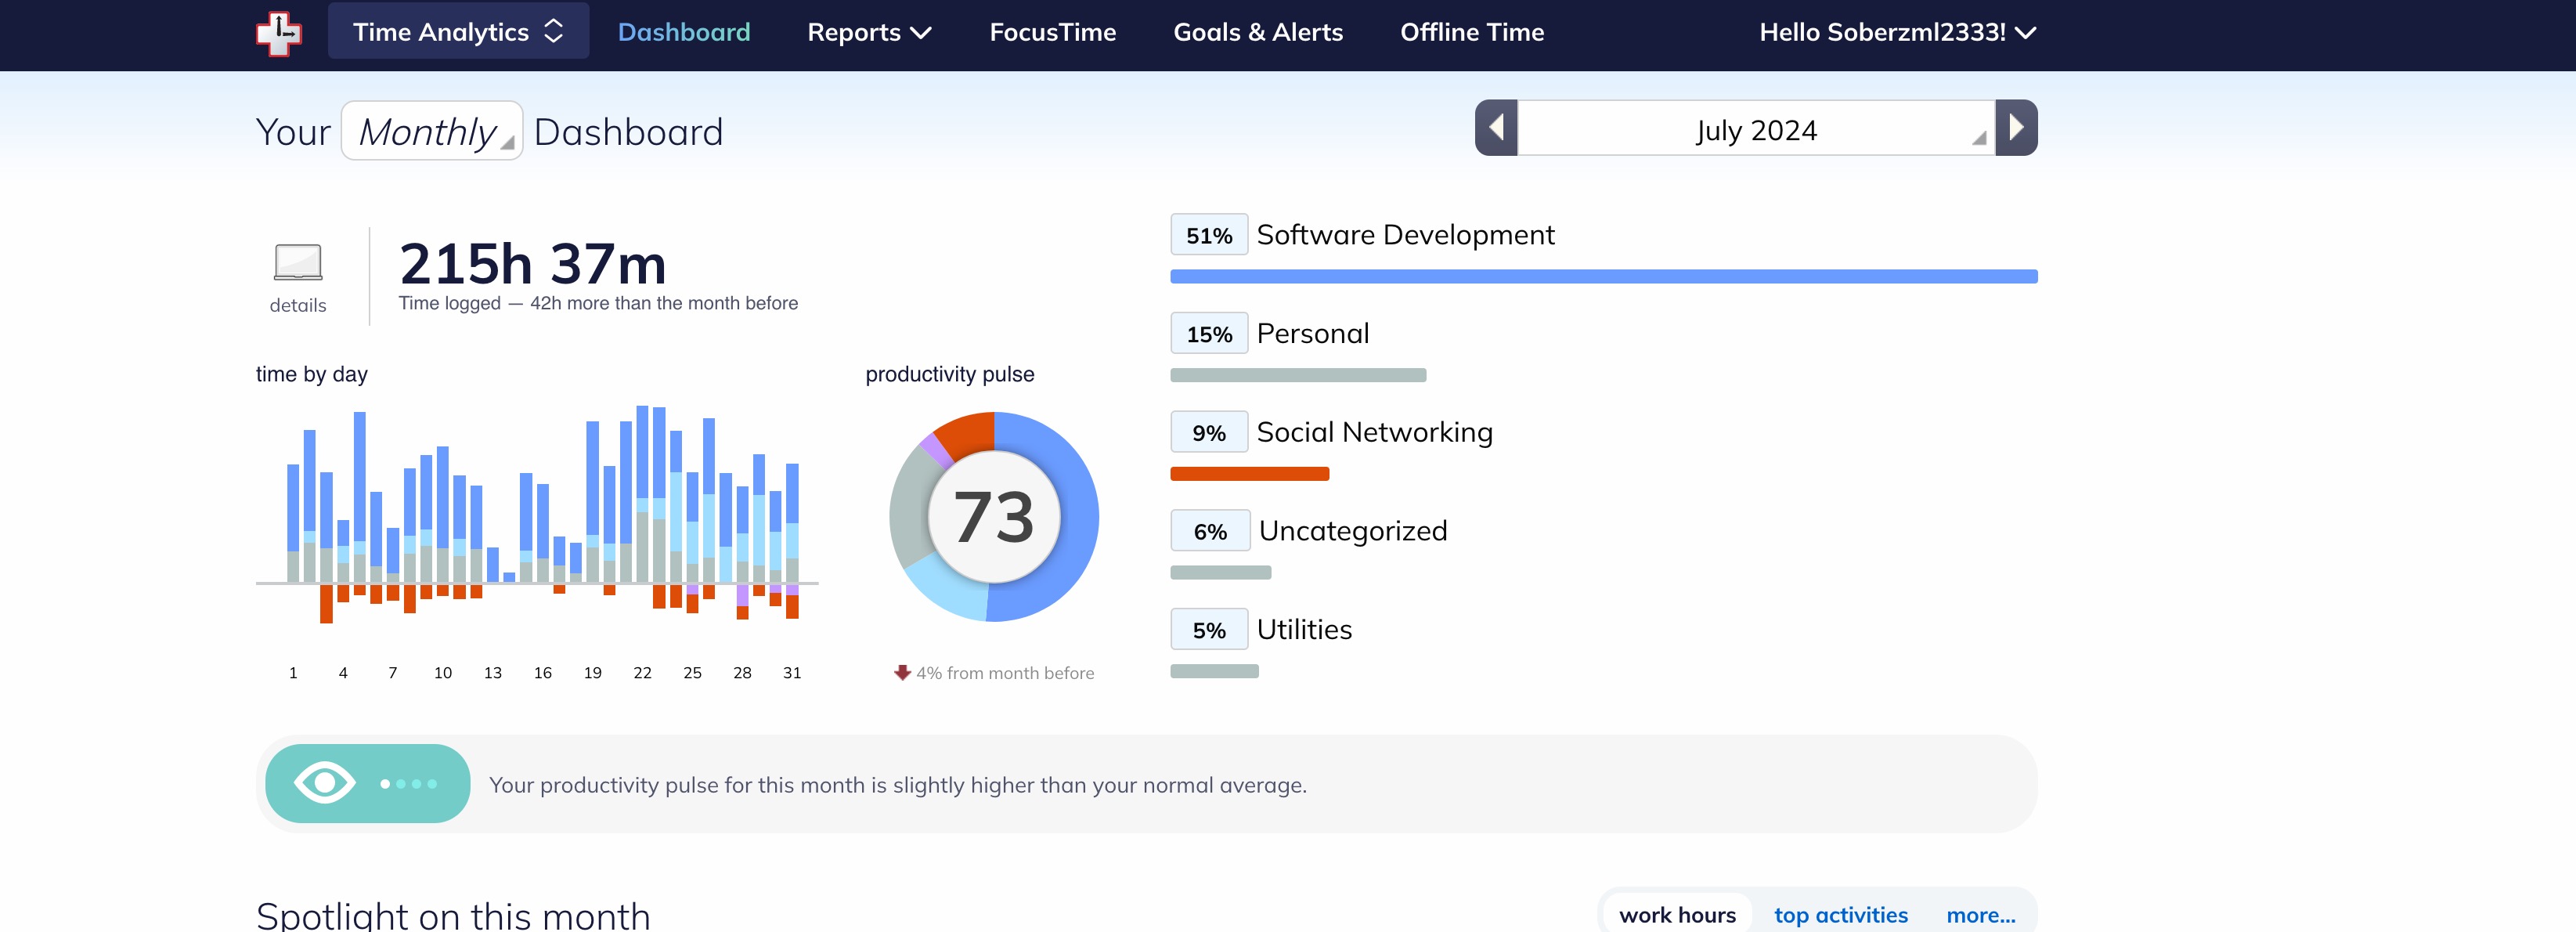 Time Analytics Dashboard Reports FocusTime Goals & Alerts Offline Time Hello Soberzml2333!
Your Monthly Dashboard
July 2024
details
215h 37m
Time logged — 42h more than the month before
time by day
1 4 7 10 13 16 19 22 25 28 31
productivity pulse
73
4% from month before
51% Software Development
15% Personal
9% Social Networking
6% Uncategorized
5% Utilities
Your productivity pulse for this month is slightly higher than your normal average.
Spotlight on this month
work hours top activities more...